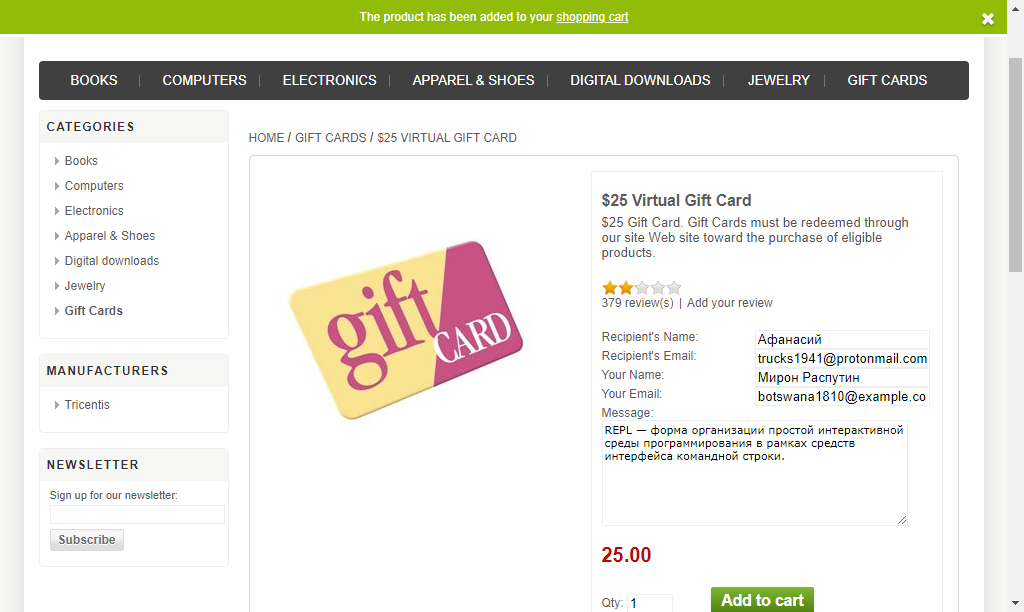 The product has been added to your shopping cart
BOOKS
COMPUTERS
ELECTRONICS
APPAREL & SHOES
DIGITAL DOWNLOADS
JEWELRY
GIFT CARDS
CATEGORIES
Books
Computers
Electronics
Apparel & Shoes
Digital downloads
Jewelry
Gift Cards
MANUFACTURERS
Tricentis
NEWSLETTER
Sign up for our newsletter:
Subscribe
HOME / GIFT CARDS / $25 VIRTUAL GIFT CARD
gift
CARD
$25 Virtual Gift Card
$25 Gift Card. Gift Cards must be redeemed through
our site Web site toward the purchase of eligible
products.
379 review(s) | Add your review
Recipient's Name: Афанасий
Recipient's Email: trucks1941@protonmail.com
Your Name: Мирон Распутин
Your Email: botswana1810@example.co
Message:
REPL — форма организации простой интерактивной
среды программирования в рамках средств
интерфейса командной строки.
25.00
Qty: 1 Add to cart